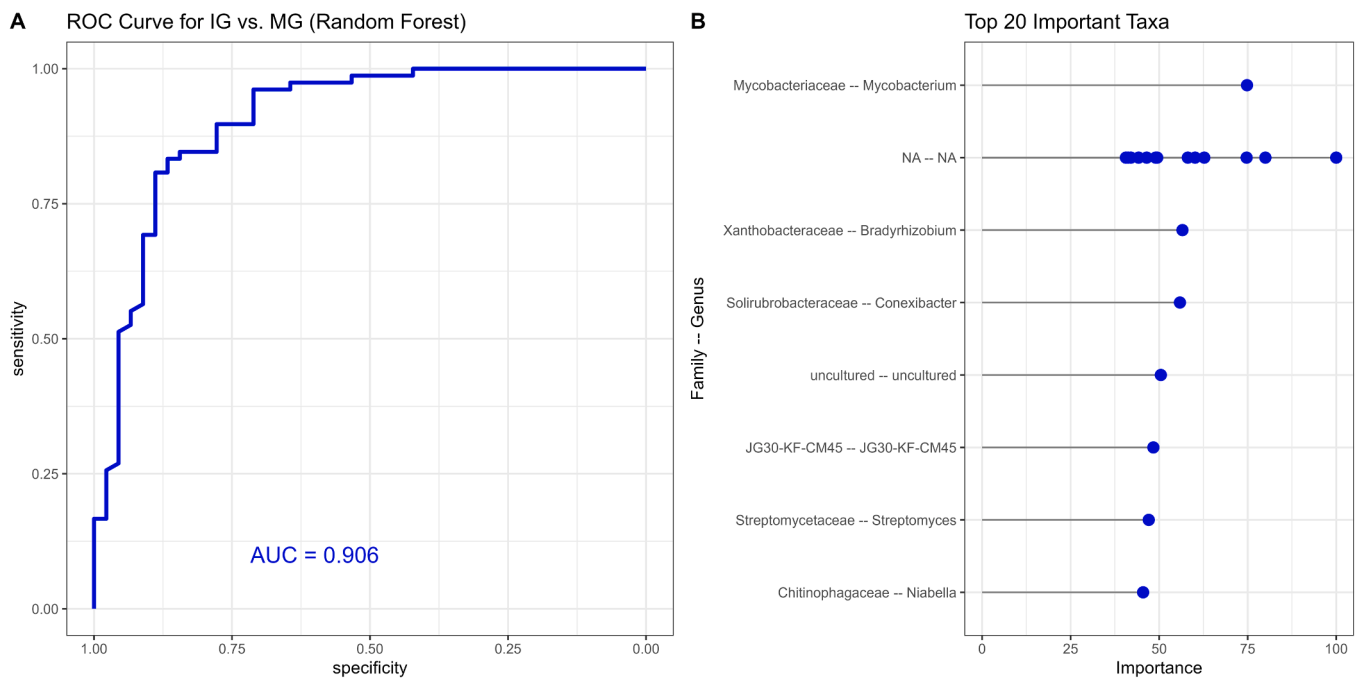 A
ROC Curve for IG vs. MG (Random Forest)
1.00
0.75
0.50
0.25
0.00
sensitivity
AUC = 0.906
1.00
0.75
0.50
0.25
0.00
specificity
B
Top 20 Important Taxa
Family -- Genus
Mycobacteriaceae -- Mycobacterium
NA -- NA
Xanthobacteraceae -- Bradyrhizobium
Solirubrobacteraceae -- Conexibacter
uncultured -- uncultured
JG30-KF-CM45 -- JG30-KF-CM45
Streptomycetaceae -- Streptomyces
Chitinophagaceae -- Niabella
0
25
50
75
100
Importance